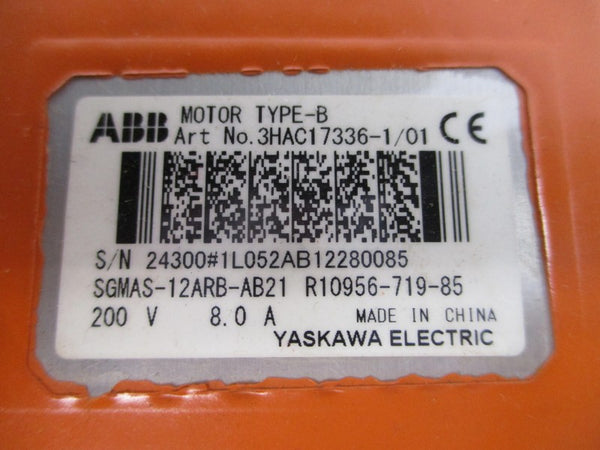 ABB MOTOR TYPE-B
Art No.3HAC17336-1/01 CE
S/N 24300#1L052AB12280085
SGMAS-12ARB-AB21 R10956-719-85
200 V 8.0 A MADE IN CHINA
YASKAWA ELECTRIC